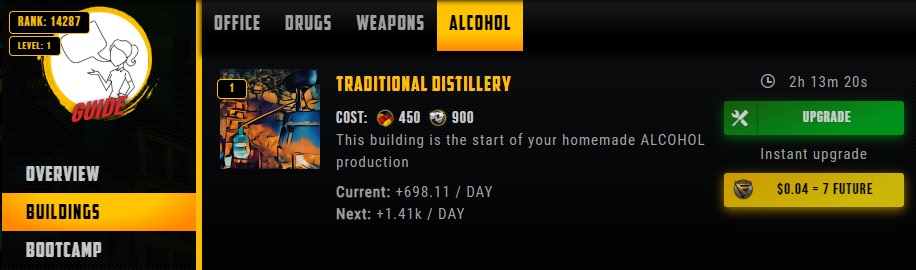 RANK: 14287
LEVEL: 1
GUIDE
OVERVIEW
BUILDINGS
BOOTCAMP
OFFICE DRUGS WEAPONS ALCOHOL
1
TRADITIONAL DISTILLERY
COST: 450 900
This building is the start of your homemade ALCOHOL
production
Current: +698.11 / DAY
Next: +1.41k / DAY
2h 13m 20s
UPGRADE
Instant upgrade
$0.04 = 7 FUTURE